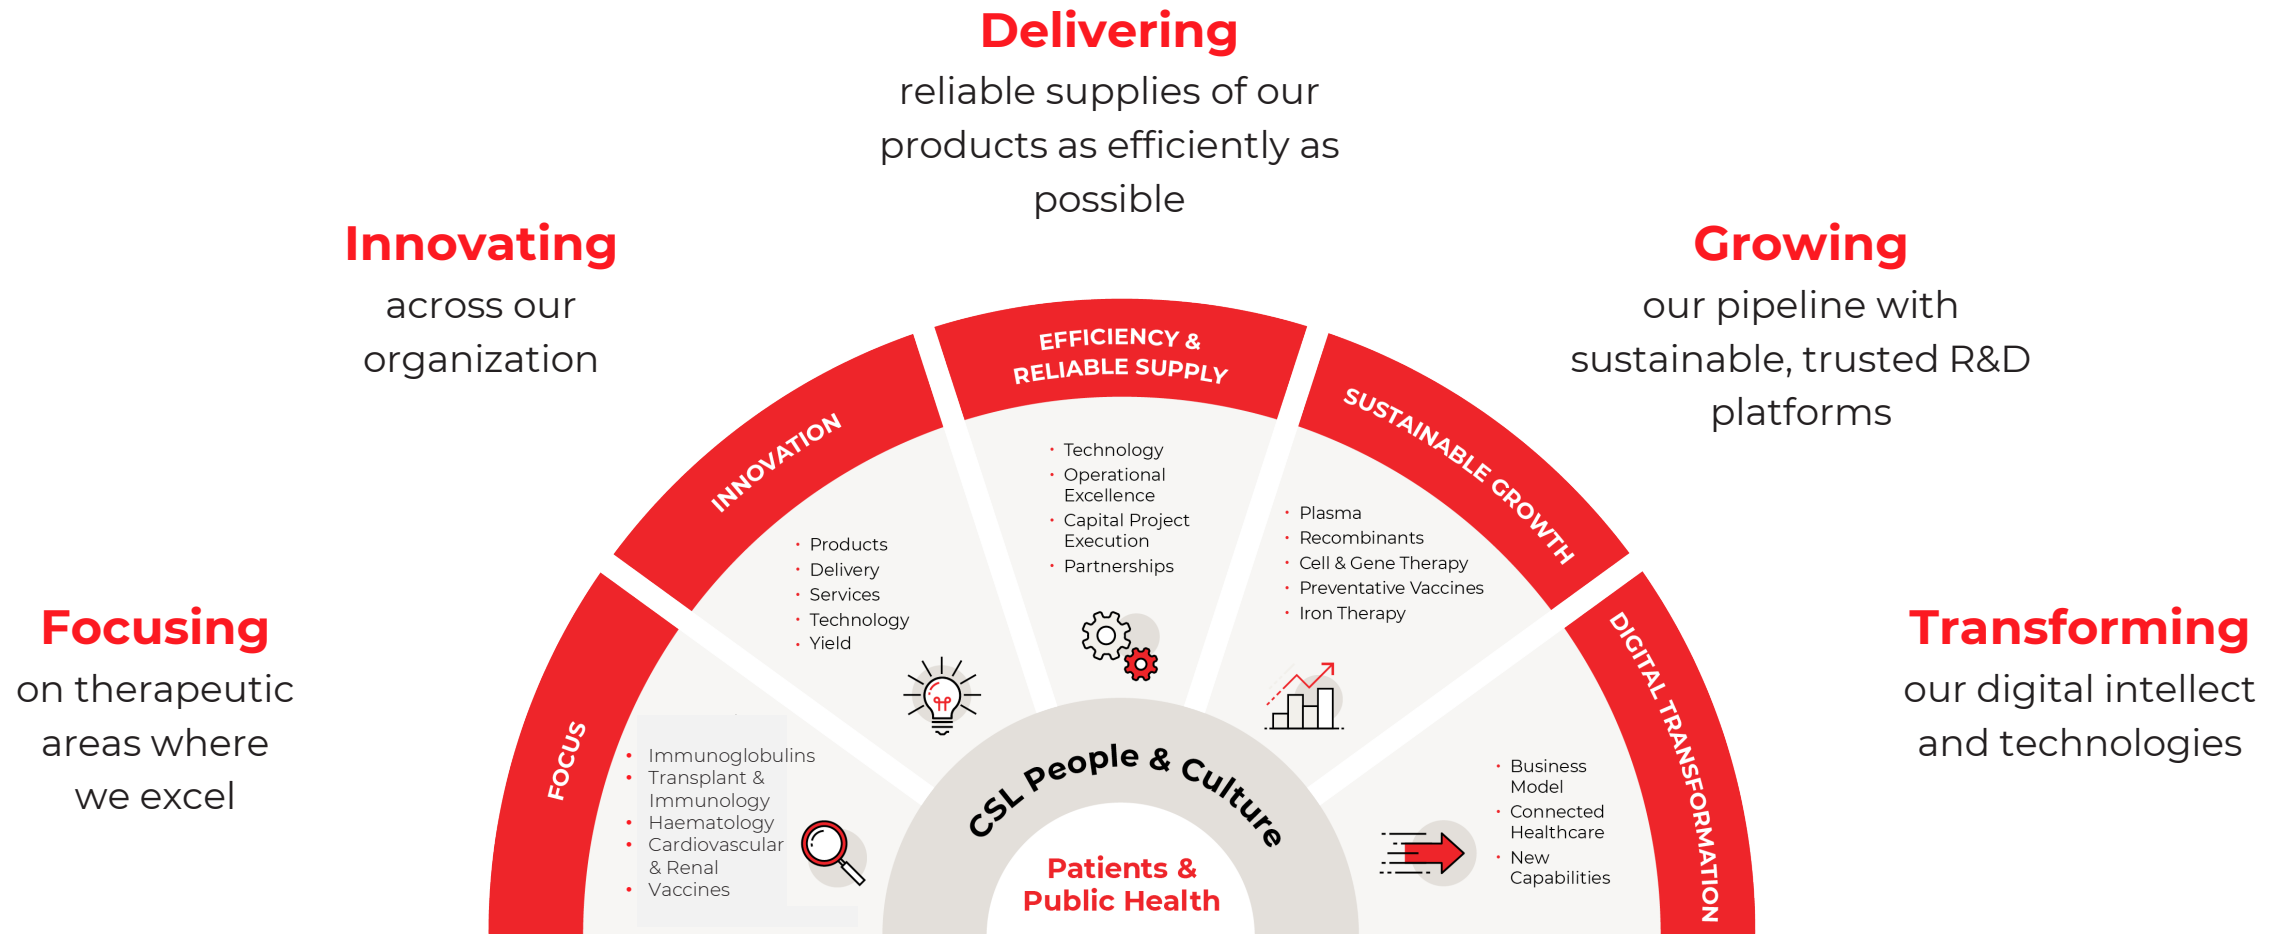 Delivering
reliable supplies of our
products as efficiently as
possible
Innovating
across our
organization
Growing
our pipeline with
sustainable, trusted R&D
platforms
Focusing
on therapeutic
areas where
we excel
Transforming
our digital intellect
and technologies
FOCUS
• Immunoglobulins
• Transplant &
Immunology
• Haematology
• Cardiovascular
& Renal
• Vaccines
INNOVATION
• Products
• Delivery
• Services
• Technology
• Yield
EFFICIENCY &
RELIABLE SUPPLY
• Technology
• Operational
Excellence
• Capital Project
Execution
• Partnerships
SUSTAINABLE GROWTH
• Plasma
• Recombinants
• Cell & Gene Therapy
• Preventative Vaccines
• Iron Therapy
DIGITAL TRANSFORMATION
• Business
Model
• Connected
Healthcare
• New
Capabilities
CSL People & Culture
Patients &
Public Health